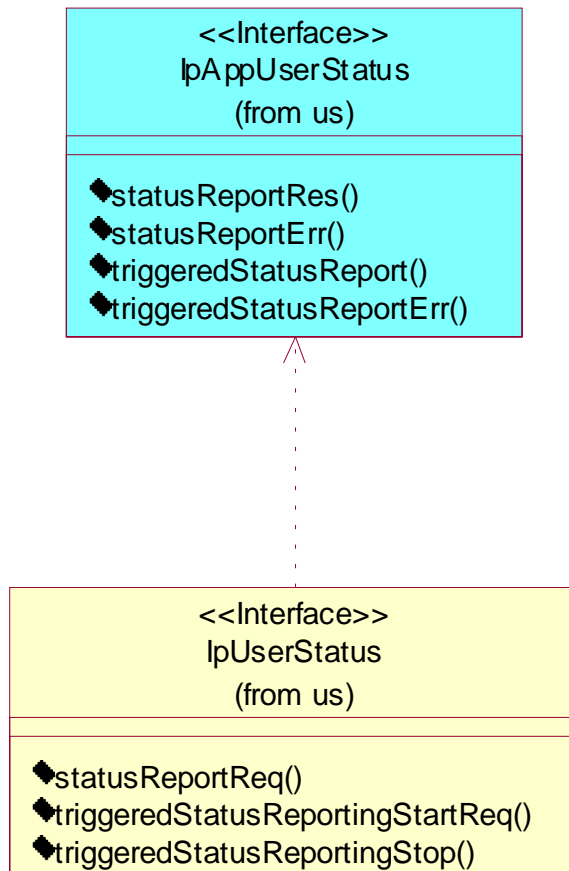 <<Interface>>
IpAppUserStatus
(from us)
statusReportRes()
statusReportErr()
triggeredStatusReport()
triggeredStatusReportErr()
<<Interface>>
IpUserStatus
(from us)
statusReportReq()
triggeredStatusReportingStartReq()
triggeredStatusReportingStop()